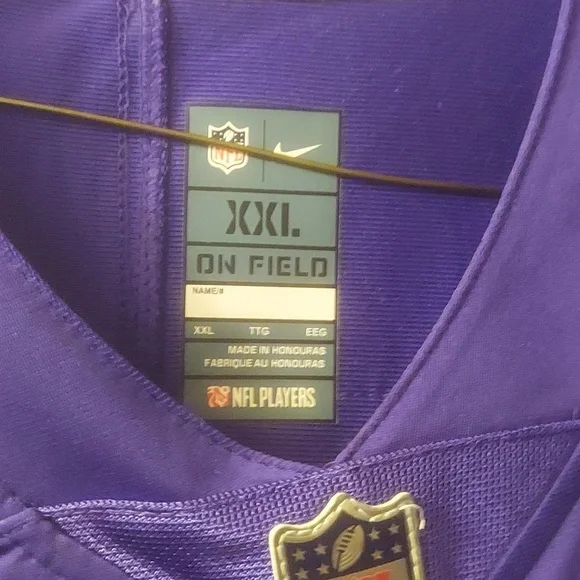 NFL
XXL
ON FIELD
NAME/#
XXL TTG EEG
MADE IN HONDURAS
FABRIQUE AU HONDURAS
NFL PLAYERS